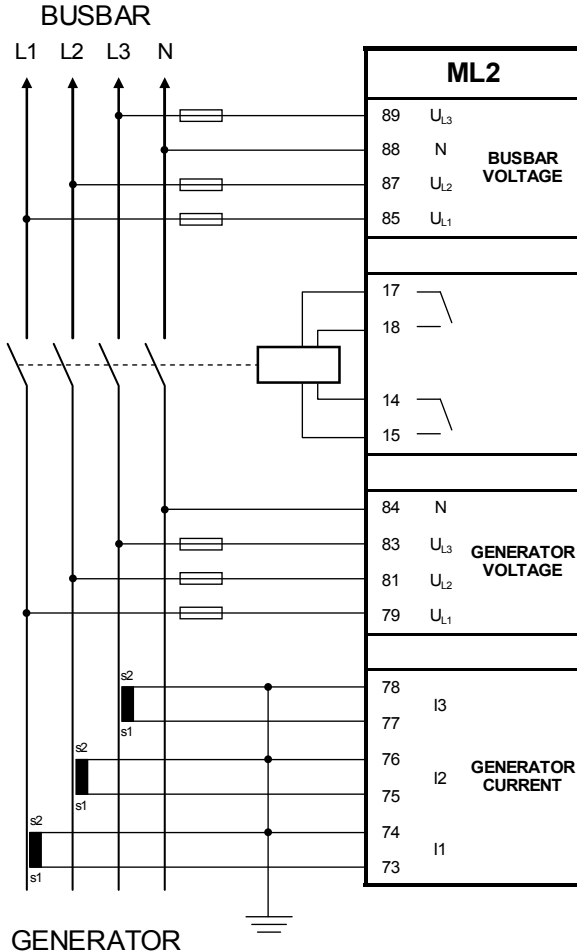 BUSBAR
L1 L2 L3 N
ML2
89 UL3
88 N
87 UL2
85 UL1
BUSBAR
VOLTAGE
17
18
14
15
84 N
83 UL3
81 UL2
79 UL1
GENERATOR
VOLTAGE
s2
s1
78
77
I3
s2
s1
76
75
I2
GENERATOR
CURRENT
s2
s1
74
73
I1
GENERATOR